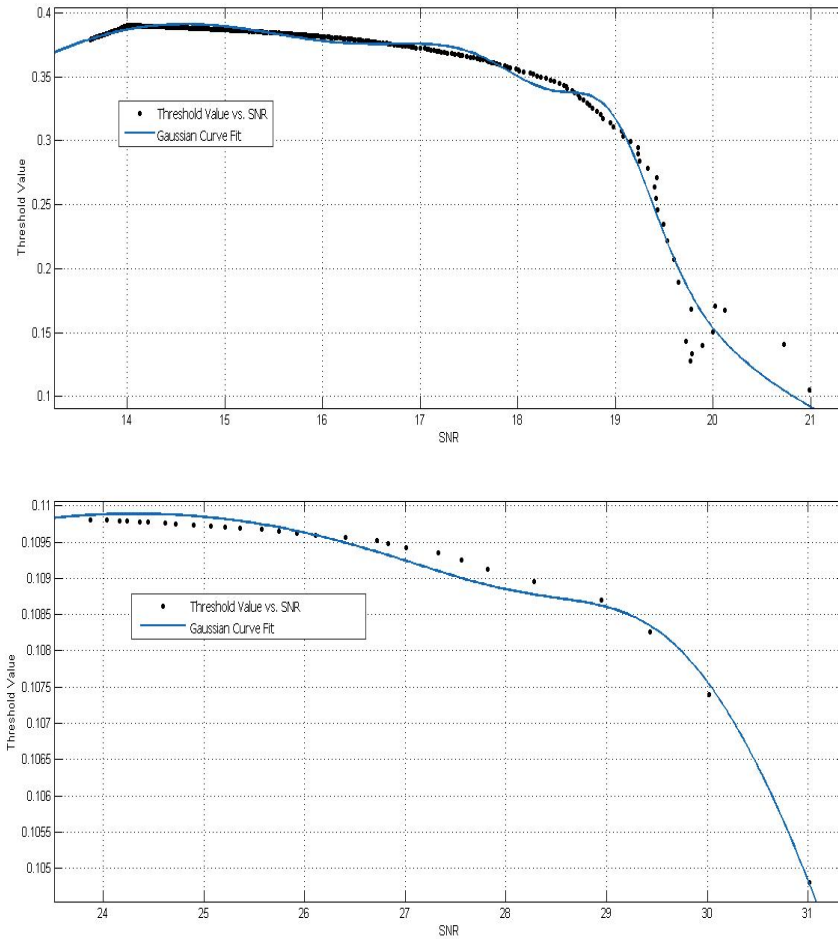 0.4
0.35
0.3
0.25
0.2
0.15
0.1
Threshold Value
Threshold Value vs. SNR
Gaussian Curve Fit
14 15 16 17 18 19 20 21
SNR
0.11
0.1095
0.109
0.1085
0.108
0.1075
0.107
0.1065
0.106
0.1055
0.105
Threshold Value
Threshold Value vs. SNR
Gaussian Curve Fit
24 25 26 27 28 29 30 31
SNR